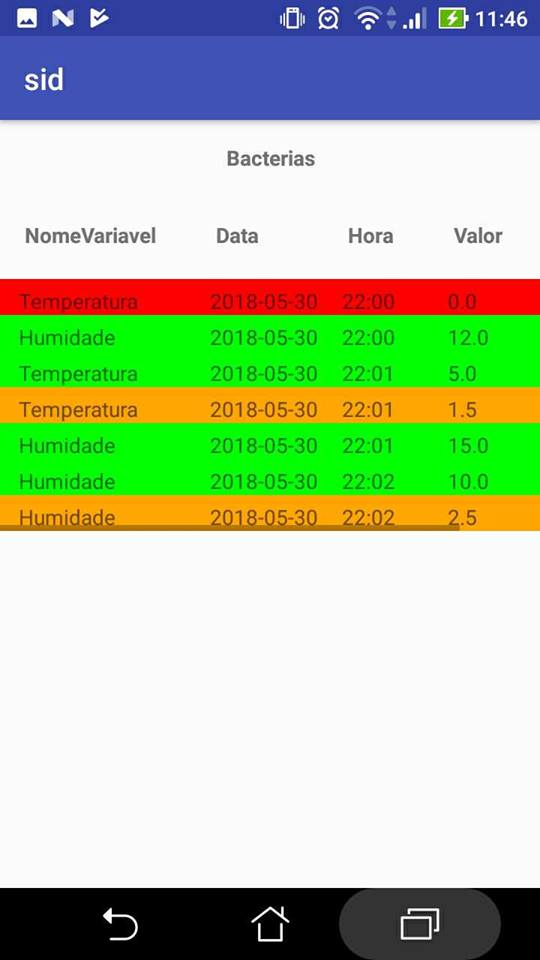 11:46
sid
Bacterias
NomeVariavel Data Hora Valor
Temperatura 2018-05-30 22:00 0.0
Humidade 2018-05-30 22:00 12.0
Temperatura 2018-05-30 22:01 5.0
Temperatura 2018-05-30 22:01 1.5
Humidade 2018-05-30 22:01 15.0
Humidade 2018-05-30 22:02 10.0
Humidade 2018-05-30 22:02 2.5